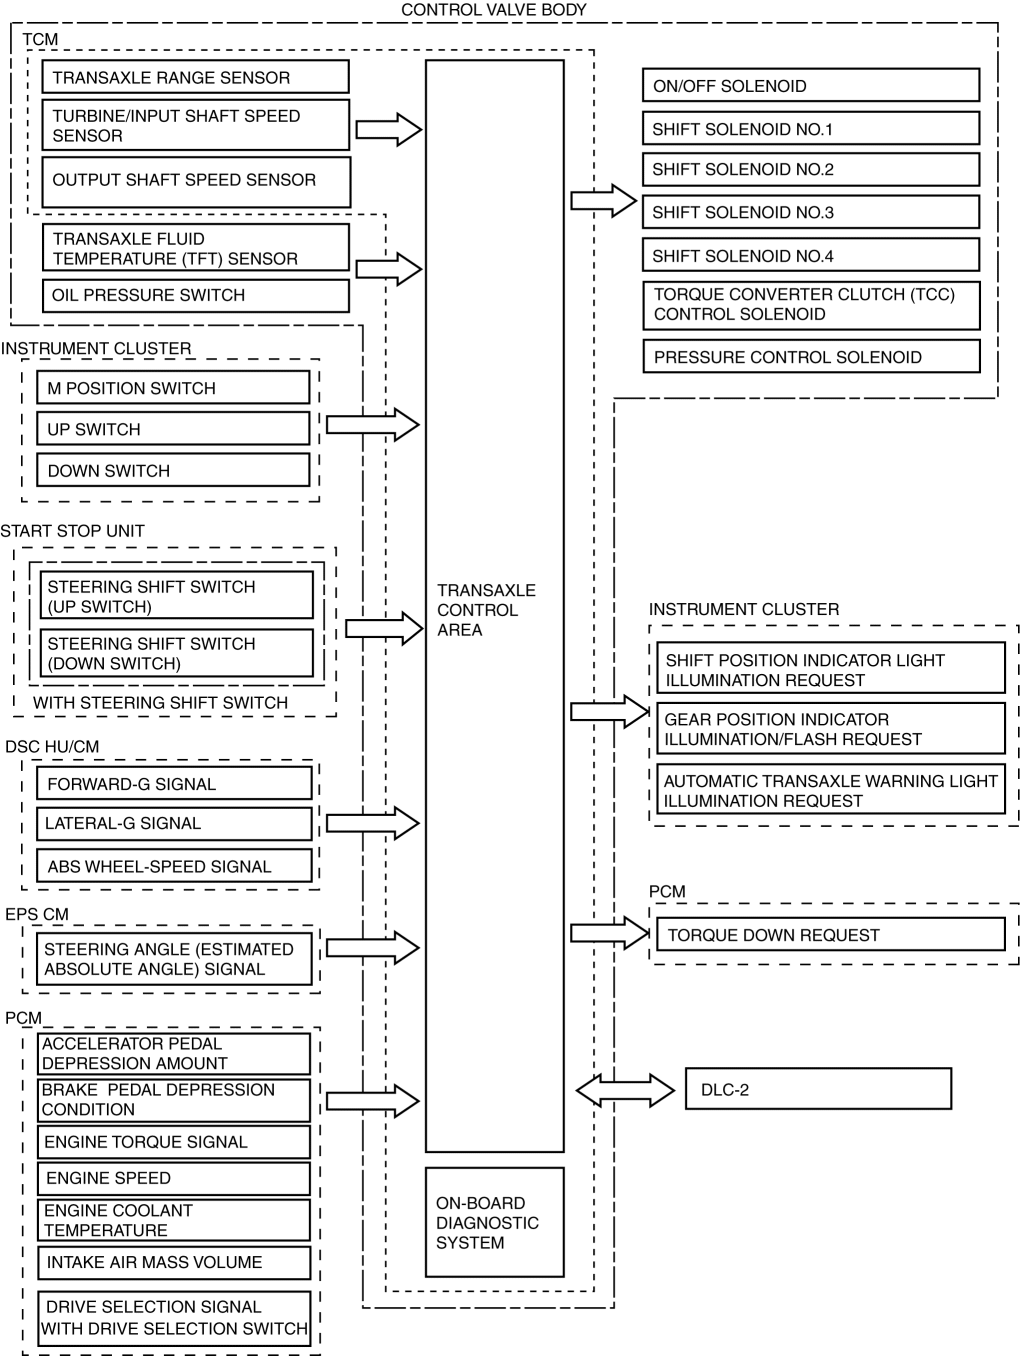 CONTROL VALVE BODY
TCM
TRANSAXLE RANGE SENSOR
TURBINE/INPUT SHAFT SPEED
SENSOR
OUTPUT SHAFT SPEED SENSOR
TRANSAXLE FLUID
TEMPERATURE (TFT) SENSOR
OIL PRESSURE SWITCH
INSTRUMENT CLUSTER
M POSITION SWITCH
UP SWITCH
DOWN SWITCH
START STOP UNIT
STEERING SHIFT SWITCH
(UP SWITCH)
STEERING SHIFT SWITCH
(DOWN SWITCH)
WITH STEERING SHIFT SWITCH
DSC HU/CM
FORWARD-G SIGNAL
LATERAL-G SIGNAL
ABS WHEEL-SPEED SIGNAL
EPS CM
STEERING ANGLE (ESTIMATED
ABSOLUTE ANGLE) SIGNAL
PCM
ACCELERATOR PEDAL
DEPRESSION AMOUNT
BRAKE PEDAL DEPRESSION
CONDITION
ENGINE TORQUE SIGNAL
ENGINE SPEED
ENGINE COOLANT
TEMPERATURE
INTAKE AIR MASS VOLUME
DRIVE SELECTION SIGNAL
WITH DRIVE SELECTION SWITCH
TRANSAXLE
CONTROL
AREA
ON-BOARD
DIAGNOSTIC
SYSTEM
ON/OFF SOLENOID
SHIFT SOLENOID NO.1
SHIFT SOLENOID NO.2
SHIFT SOLENOID NO.3
SHIFT SOLENOID NO.4
TORQUE CONVERTER CLUTCH (TCC)
CONTROL SOLENOID
PRESSURE CONTROL SOLENOID
INSTRUMENT CLUSTER
SHIFT POSITION INDICATOR LIGHT
ILLUMINATION REQUEST
GEAR POSITION INDICATOR
ILLUMINATION/FLASH REQUEST
AUTOMATIC TRANSAXLE WARNING LIGHT
ILLUMINATION REQUEST
PCM
TORQUE DOWN REQUEST
DLC-2